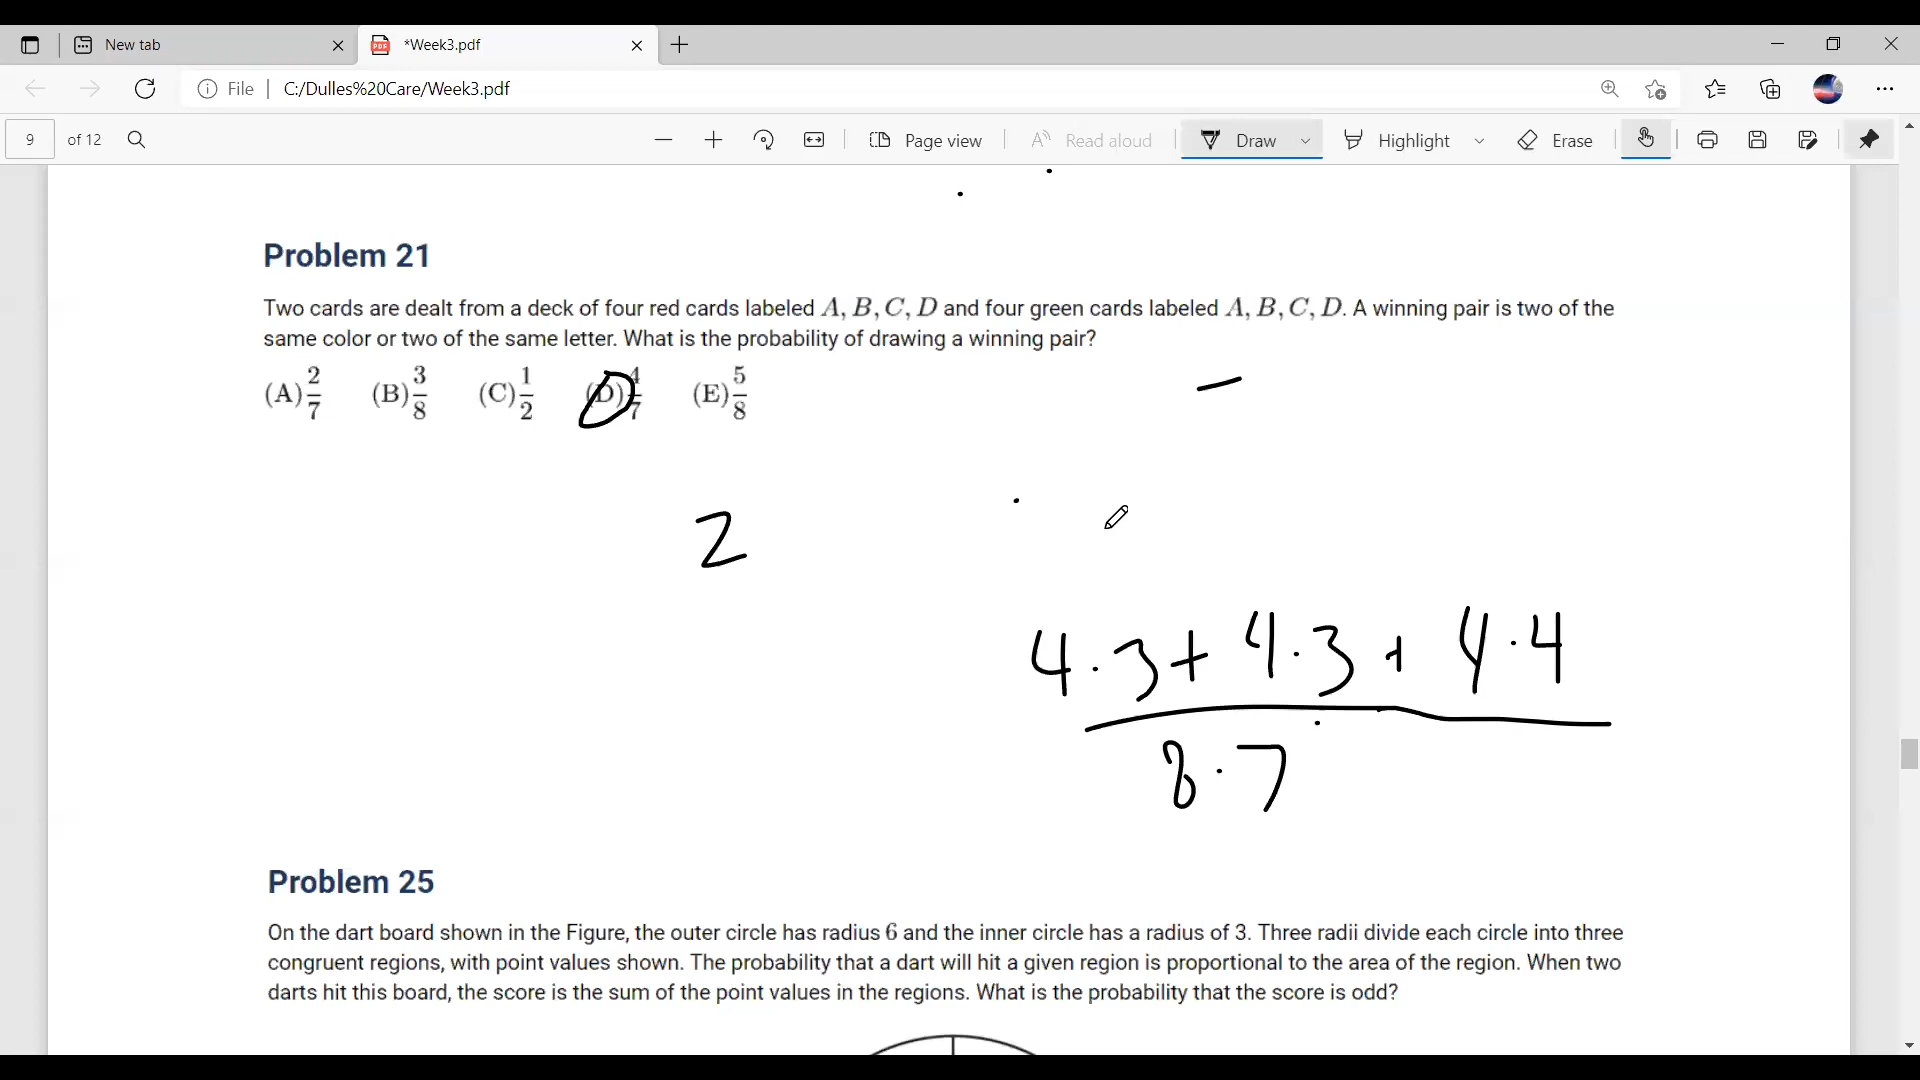 New tab
*Week3.pdf
File | C:/Dulles%20Care/Week3.pdf
9 of 12 Page view Read aloud Draw Highlight Erase
Problem 21
Two cards are dealt from a deck of four red cards labeled A, B, C, D and four green cards labeled A, B, C, D. A winning pair is two of the
same color or two of the same letter. What is the probability of drawing a winning pair?
(A) 2/7 (B) 3/8 (C) 1/2 (D) 4/7 (E) 5/8
2
4·3+4·3+4·4
8·7
Problem 25
On the dart board shown in the Figure, the outer circle has radius 6 and the inner circle has a radius of 3. Three radii divide each circle into three
congruent regions, with point values shown. The probability that a dart will hit a given region is proportional to the area of the region. When two
darts hit this board, the score is the sum of the point values in the regions. What is the probability that the score is odd?